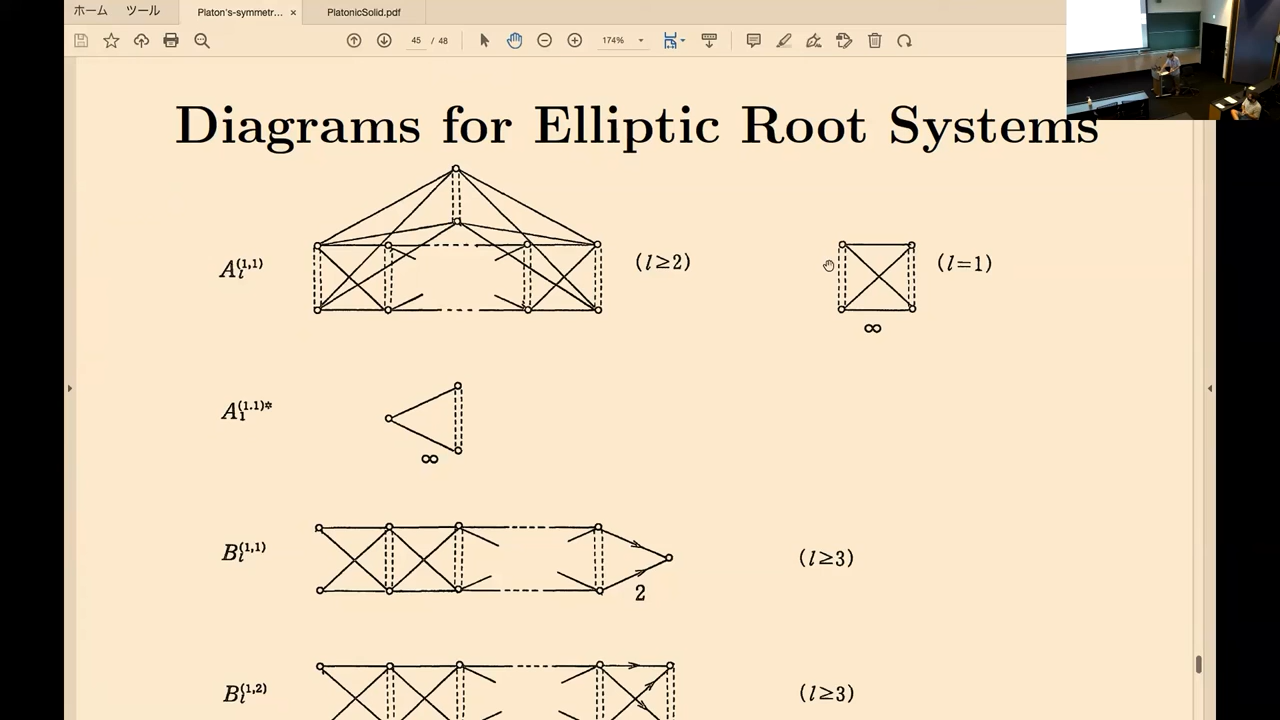 ホーム ツール Platon's-symmetr... × PlatonicSolid.pdf
45 / 48 174%
Diagrams for Elliptic Root Systems
A_l^{(1,1)} (l≥2) (l=1)
∞
A_1^{(1.1)*}
∞
B_l^{(1,1)} (l≥3)
2
B_l^{(1,2)} (l≥3)